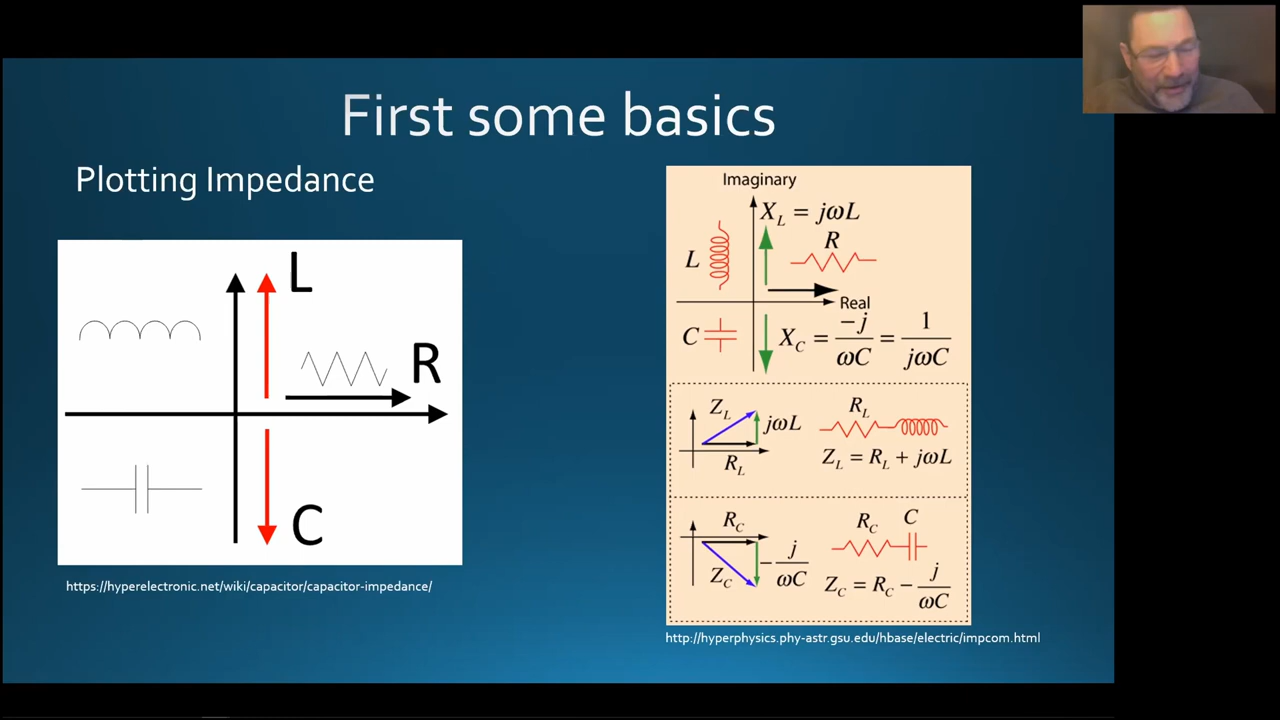 First some basics
Plotting Impedance
L
R
C
https://hyperelectronic.net/wiki/capacitor/capacitor-impedance/
Imaginary
X_L = jωL
R
L
Real
C
X_C = -j/ωC = 1/jωC
Z_L
jωL
R_L
R_L
Z_L = R_L + jωL
R_C
Z_C
-j/ωC
R_C
C
Z_C = R_C - j/ωC
http://hyperphysics.phy-astr.gsu.edu/hbase/electric/impcom.html